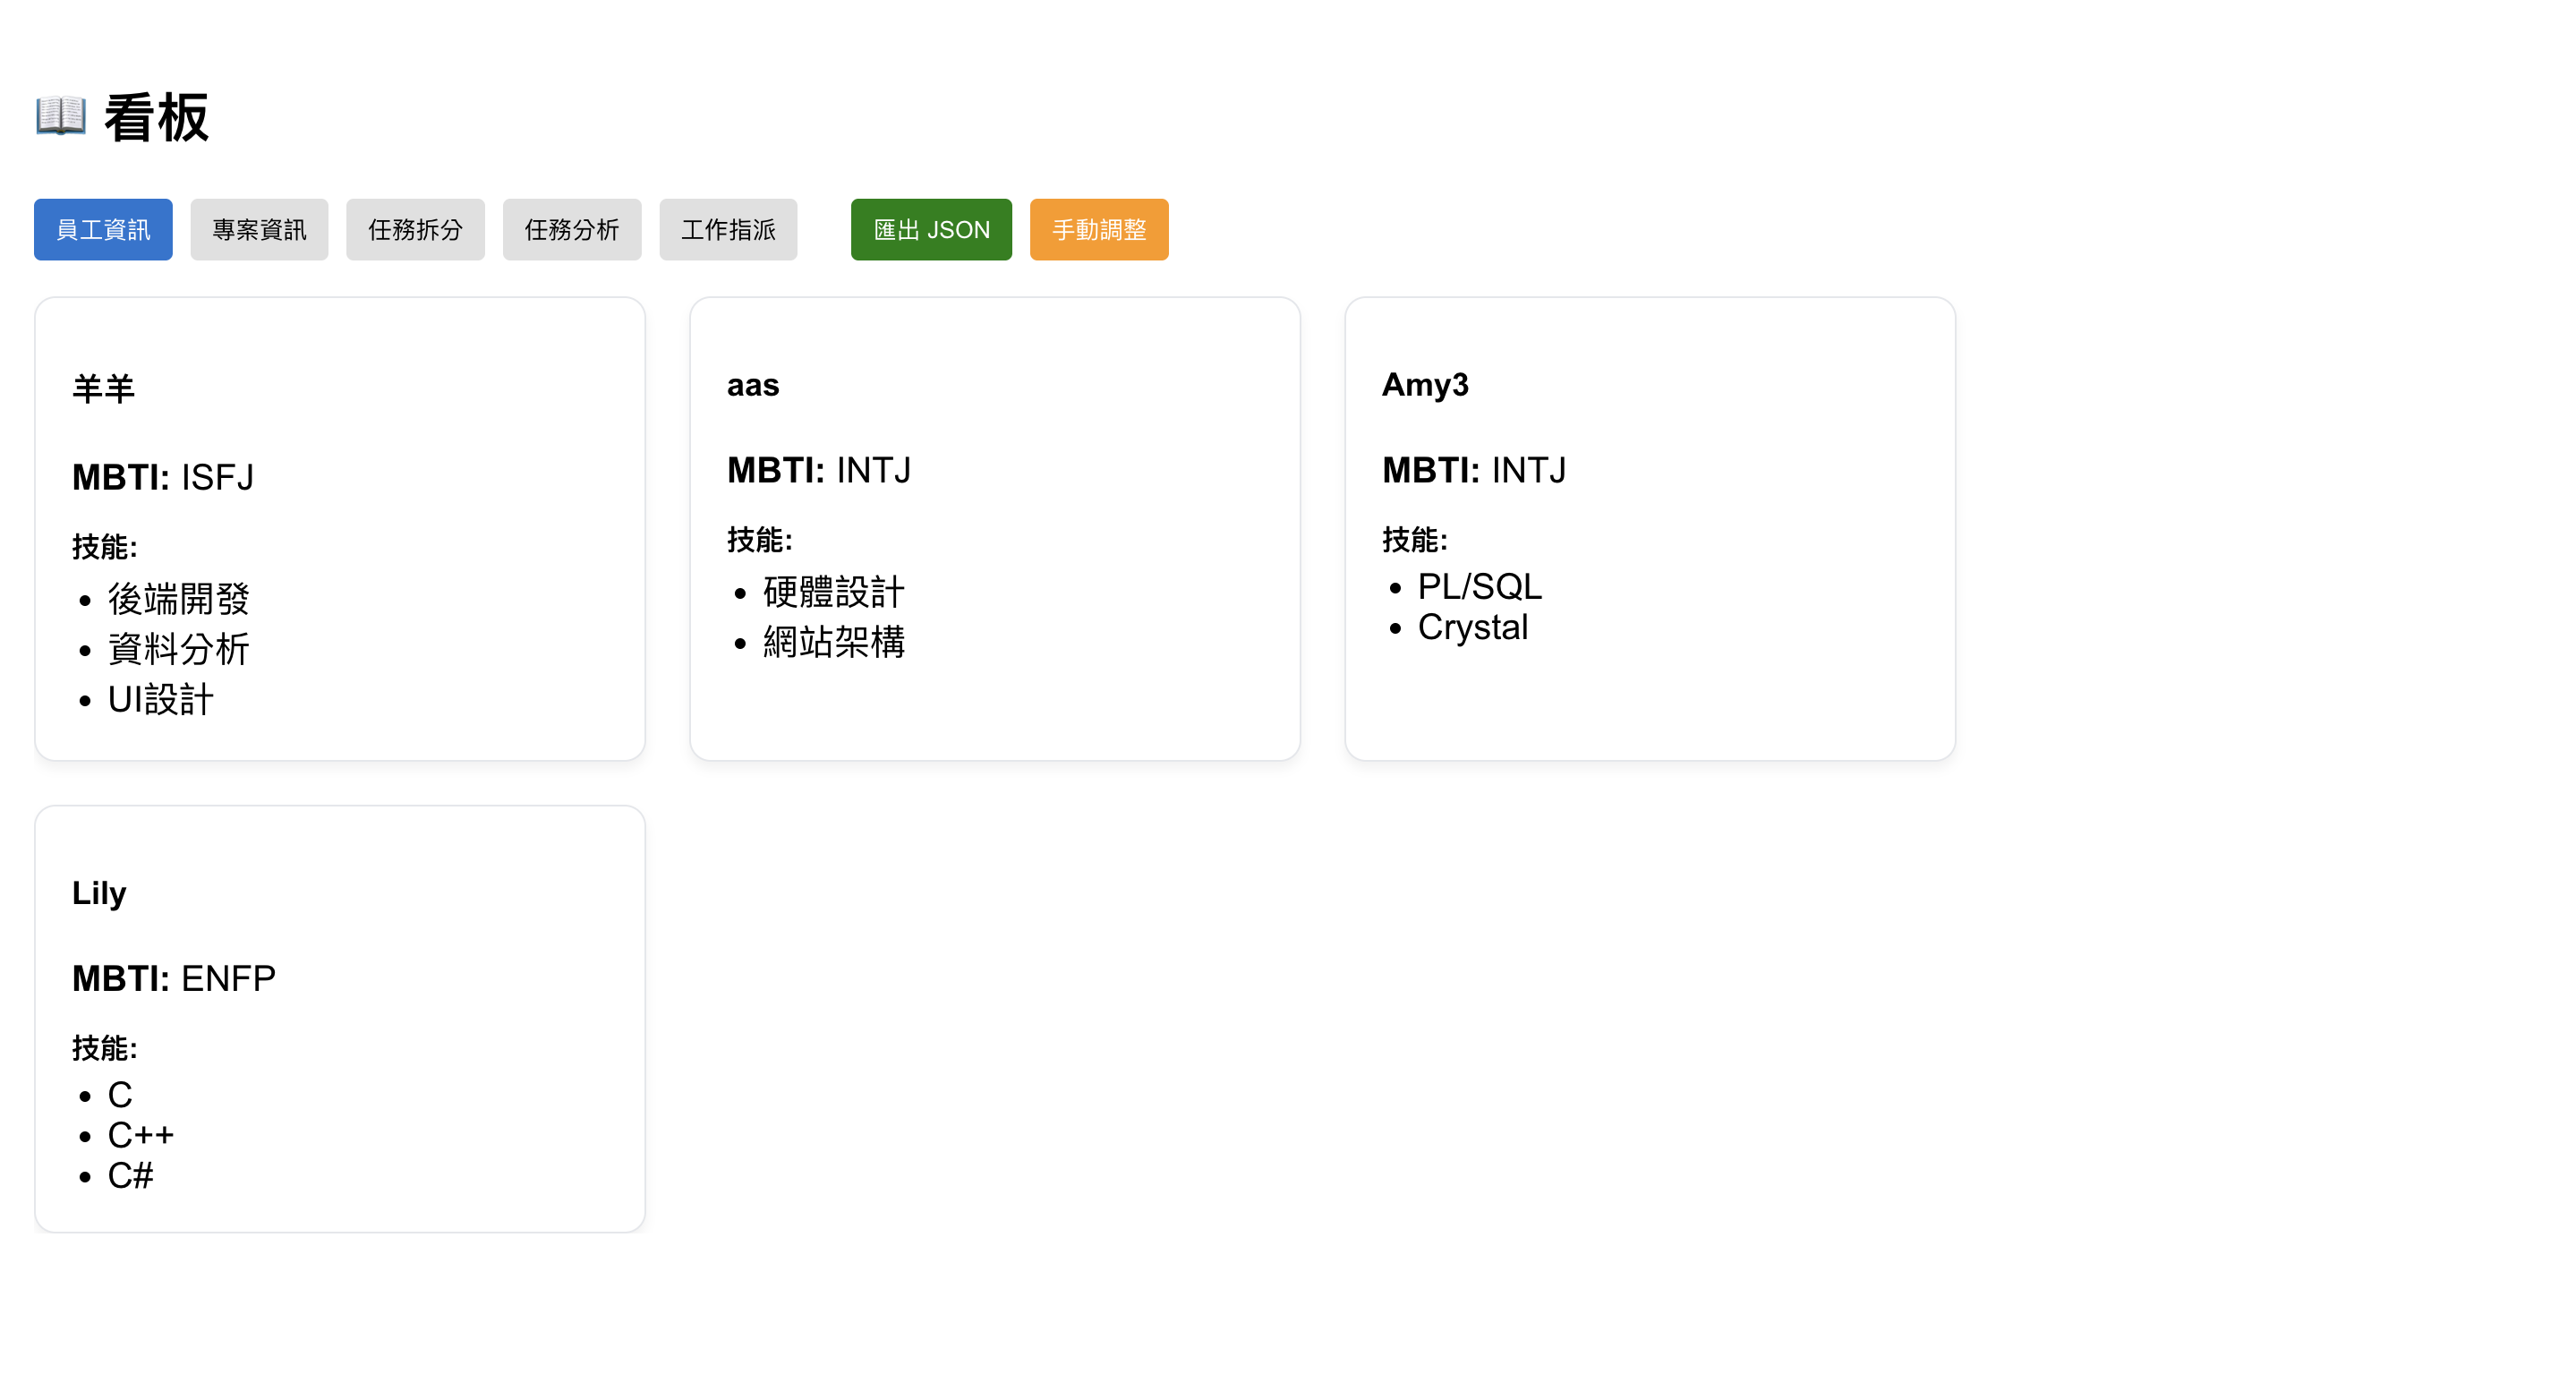 看板
員工資訊 專案資訊 任務拆分 任務分析 工作指派 匯出 JSON 手動調整
羊羊
MBTI: ISFJ
技能:
• 後端開發
• 資料分析
• UI設計
aas
MBTI: INTJ
技能:
• 硬體設計
• 網站架構
Amy3
MBTI: INTJ
技能:
• PL/SQL
• Crystal
Lily
MBTI: ENFP
技能:
• C
• C++
• C#